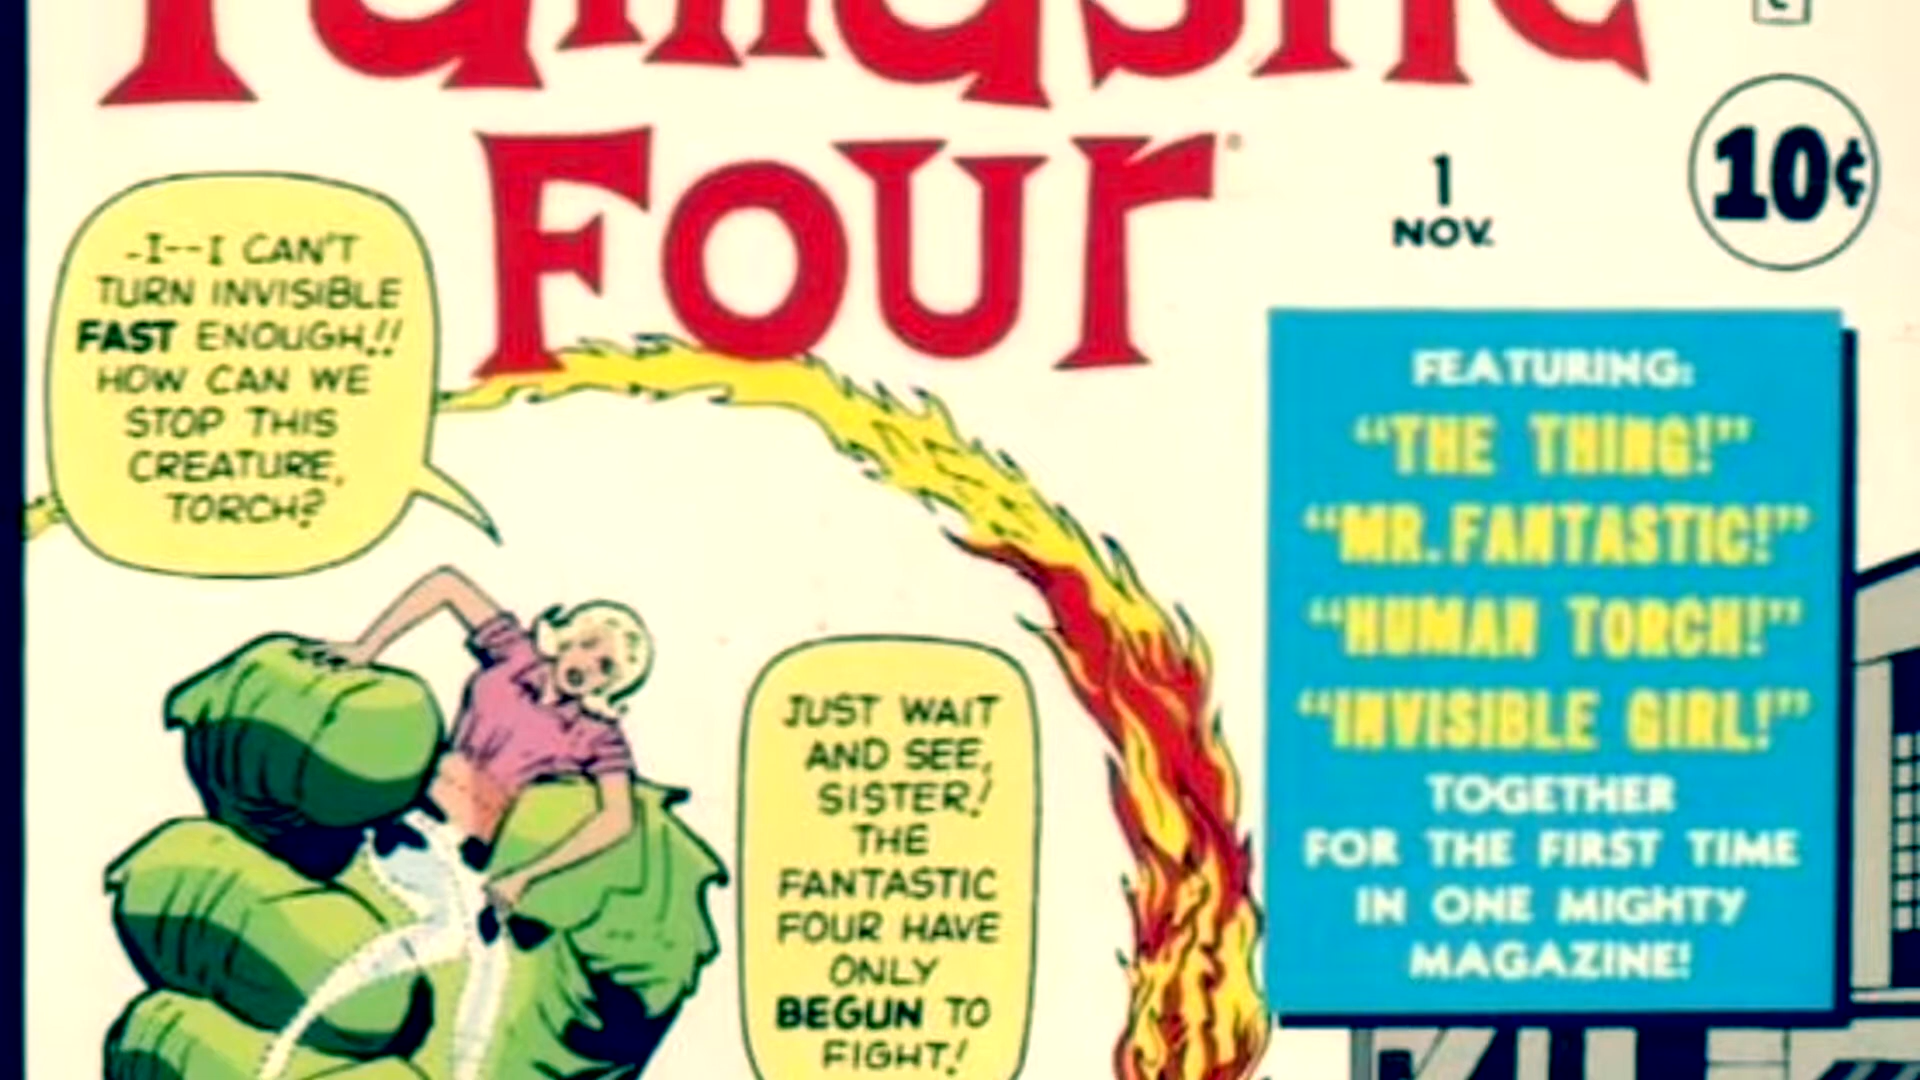 Fantastic
Four
1
NOV.
10¢
-I--I CAN'T
TURN INVISIBLE
FAST ENOUGH!!
HOW CAN WE
STOP THIS
CREATURE,
TORCH?
JUST WAIT
AND SEE,
SISTER!
THE
FANTASTIC
FOUR HAVE
ONLY
BEGUN TO
FIGHT!
FEATURING:
“THE THING!”
“MR. FANTASTIC!”
“HUMAN TORCH!”
“INVISIBLE GIRL!”
TOGETHER
FOR THE FIRST TIME
IN ONE MIGHTY
MAGAZINE!